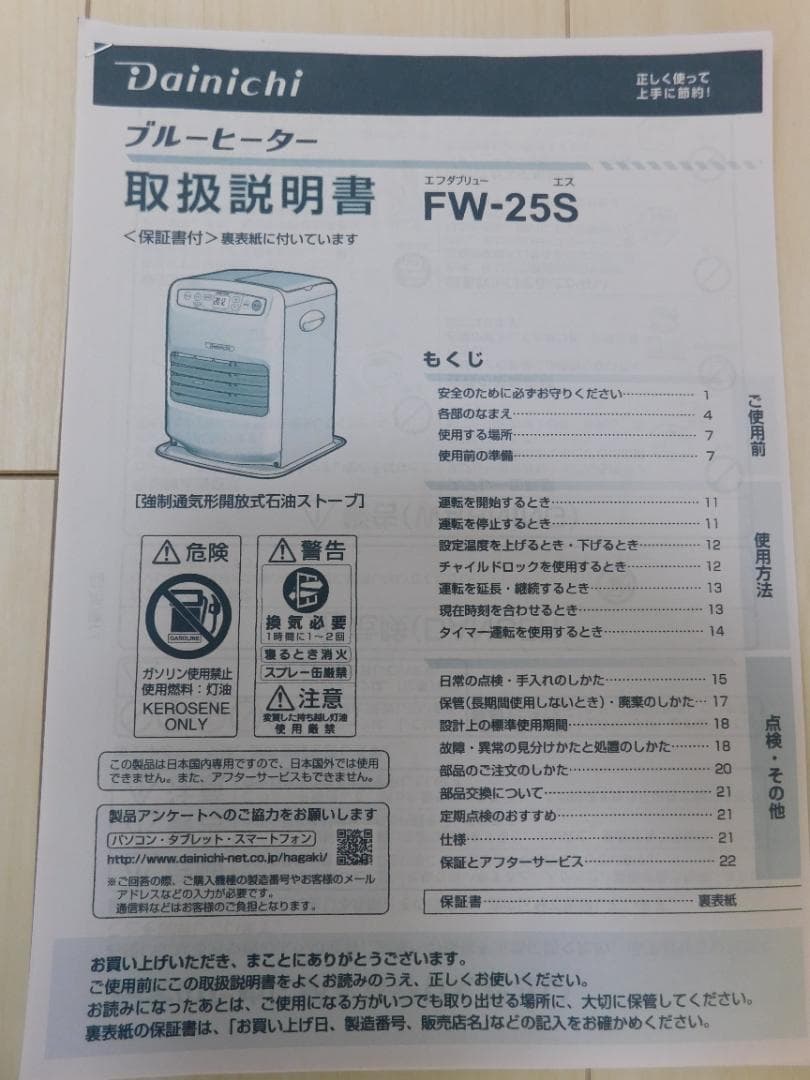 Dainichi
正しく使って
上手に節約!
ブルーヒーター
取扱説明書
エフダブリュー エス
FW-25S
＜保証書付＞裏表紙に付いています
Dainichi
[強制通気形開放式石油ストーブ]
危険
GASOLINE
ガソリン使用禁止
使用燃料：灯油
KEROSENE
ONLY
警告
換気必要
1時間に1～2回
寝るとき消火
スプレー缶厳禁
注意
変質した持ち越し灯油
使用厳禁
この製品は日本国内専用ですので、日本国外では使用
できません。また、アフターサービスもできません。
製品アンケートへのご協力をお願いします
パソコン・タブレット・スマートフォン
http://www.dainichi-net.co.jp/hagaki/
※ご回答の際、ご購入機種の製造番号やお客様のメール
アドレスなどの入力が必要です。
通信料などはお客様のご負担となります。
もくじ
ご使用前
安全のために必ずお守りください…………… 1
各部のなまえ…………… 4
使用する場所…………… 7
使用前の準備…………… 7
使用方法
運転を開始するとき…………… 11
運転を停止するとき…………… 11
設定温度を上げるとき・下げるとき…………… 12
チャイルドロックを使用するとき…………… 12
運転を延長・継続するとき…………… 13
現在時刻を合わせるとき…………… 13
タイマー運転を使用するとき…………… 14
点検・その他
日常の点検・手入れのしかた…………… 15
保管(長期間使用しないとき)・廃棄のしかた… 17
設計上の標準使用期間…………… 18
故障・異常の見分けかたと処置のしかた……… 18
部品のご注文のしかた…………… 20
部品交換について…………… 21
定期点検のおすすめ…………… 21
仕様…………… 21
保証とアフターサービス…………… 22
保証書…………… 裏表紙
お買い上げいただき、まことにありがとうございます。
ご使用前にこの取扱説明書をよくお読みのうえ、正しくお使いください。
お読みになったあとは、ご使用になる方がいつでも取り出せる場所に、大切に保管してください。
裏表紙の保証書は、「お買い上げ日、製造番号、販売店名」などの記入をお確かめください。